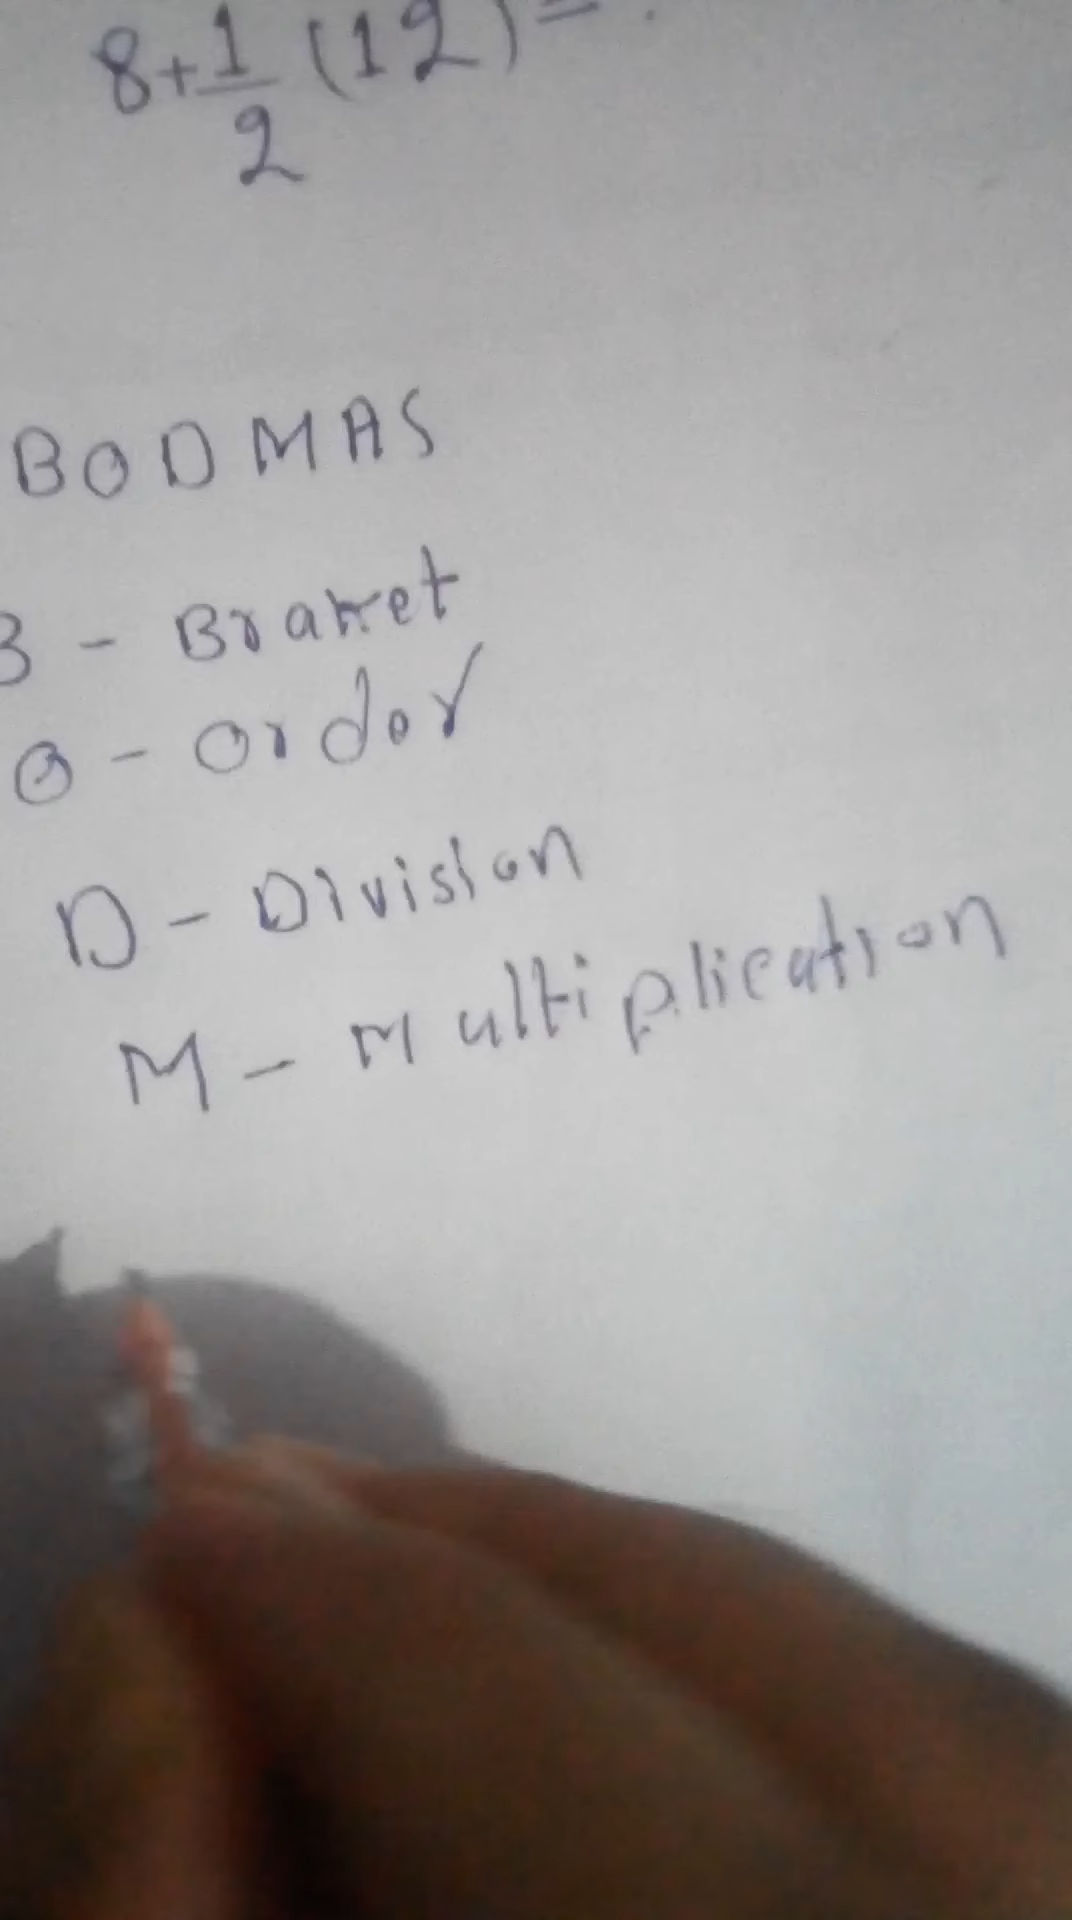 8+1/2 (12) = .
BODMAS
B - Braket
O - Order
D - Division
M - Multiplication